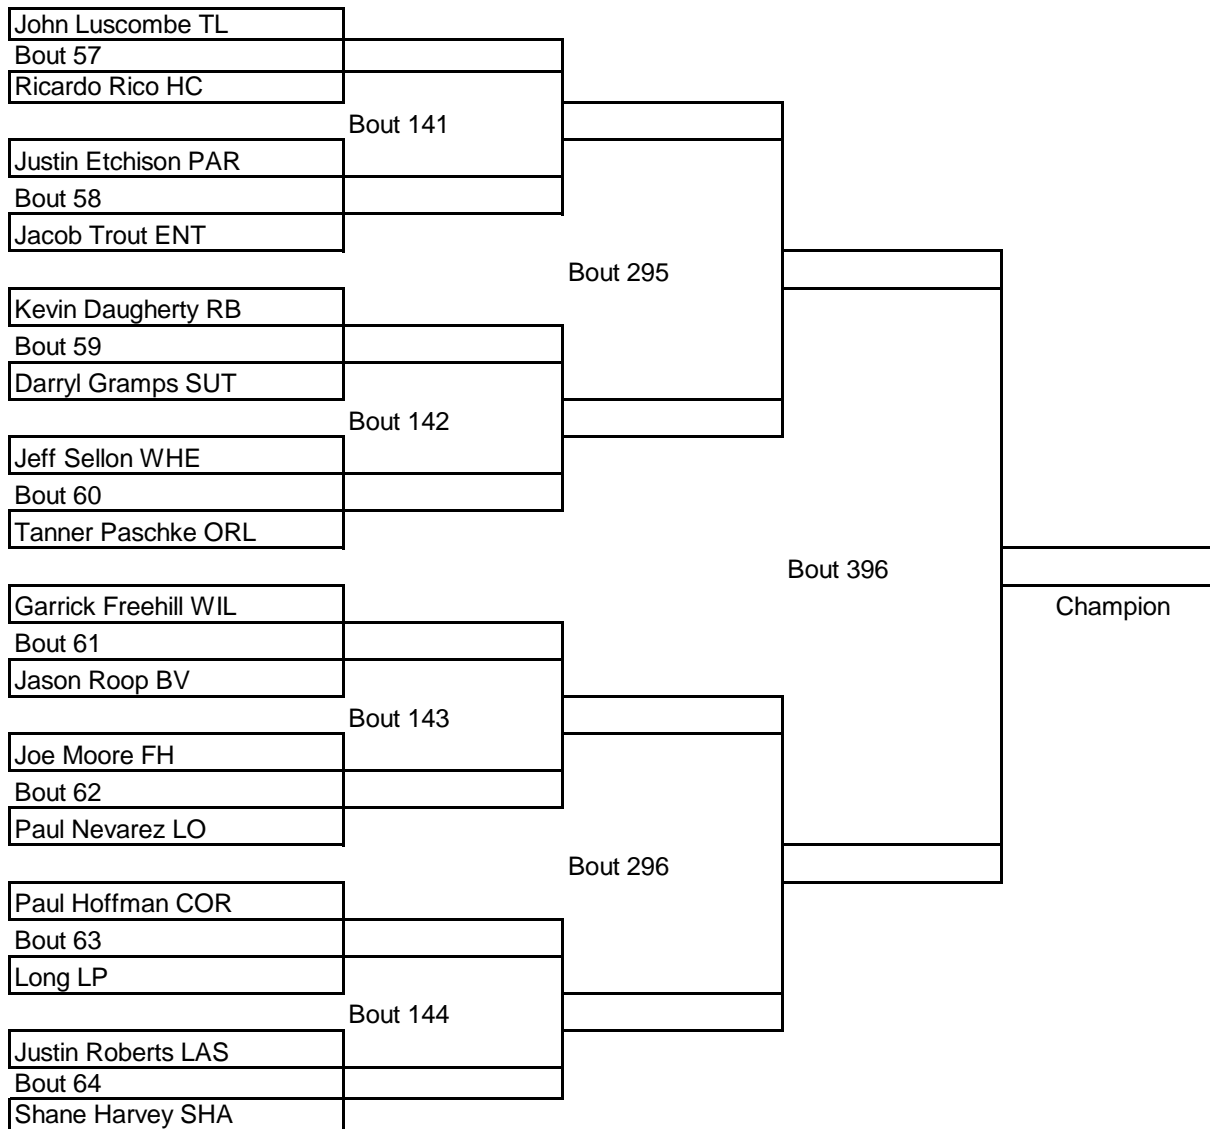 John Luscombe TL
Bout 57
Ricardo Rico HC
Bout 141
Justin Etchison PAR
Bout 58
Jacob Trout ENT
Bout 295
Kevin Daugherty RB
Bout 59
Darryl Gramps SUT
Bout 142
Jeff Sellon WHE
Bout 60
Tanner Paschke ORL
Bout 396
Garrick Freehill WIL
Champion
Bout 61
Jason Roop BV
Bout 143
Joe Moore FH
Bout 62
Paul Nevarez LO
Bout 296
Paul Hoffman COR
Bout 63
Long LP
Bout 144
Justin Roberts LAS
Bout 64
Shane Harvey SHA